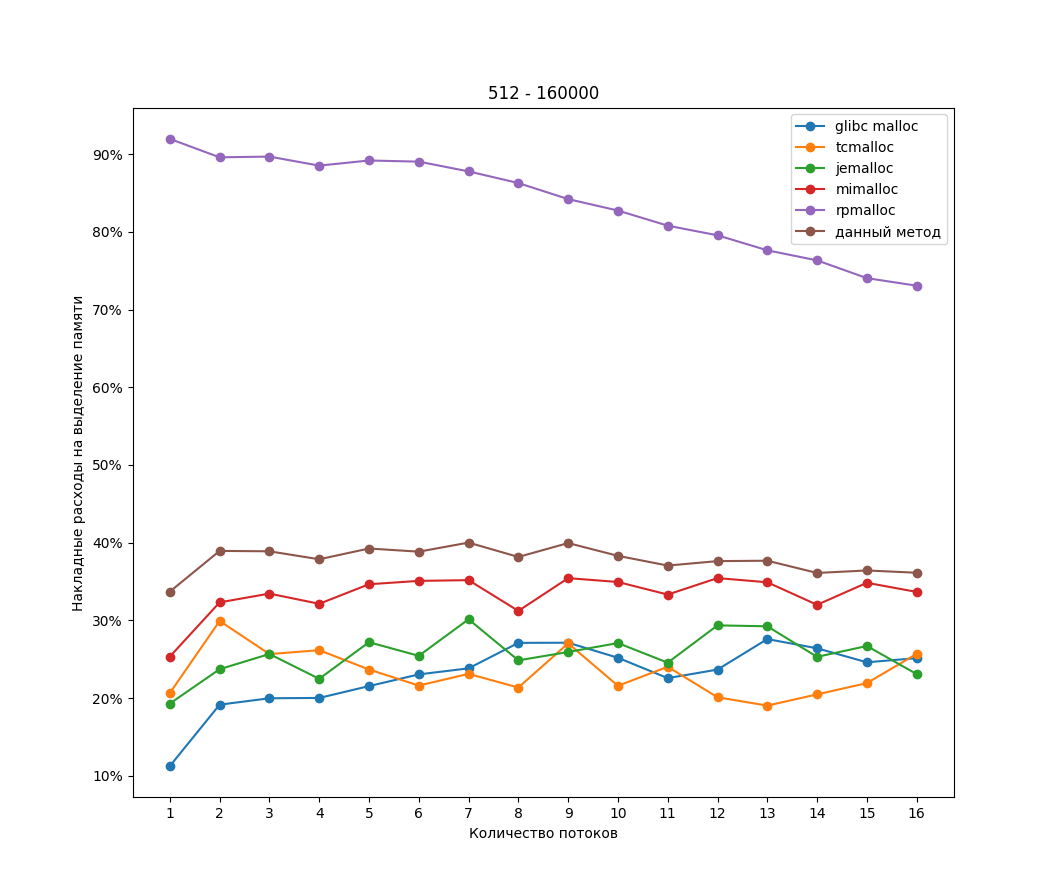 512 - 160000
glibc malloc
tcmalloc
jemalloc
mimalloc
rpmalloc
данный метод
Накладные расходы на выделение памяти
90%
80%
70%
60%
50%
40%
30%
20%
10%
1 2 3 4 5 6 7 8 9 10 11 12 13 14 15 16
Количество потоков